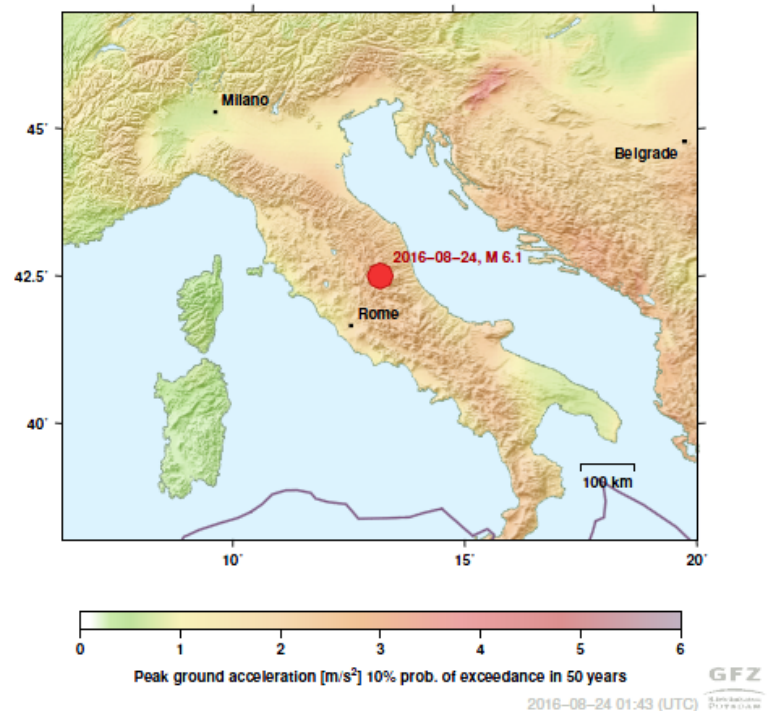 Milano
45°
Belgrade
2016–08–24, M 6.1
42.5°
Rome
40°
100 km
10° 15° 20°
0 1 2 3 4 5 6
Peak ground acceleration [m/s²] 10% prob. of exceedance in 50 years
GFZ
POTSDAM
2016–08–24 01:43 (UTC)